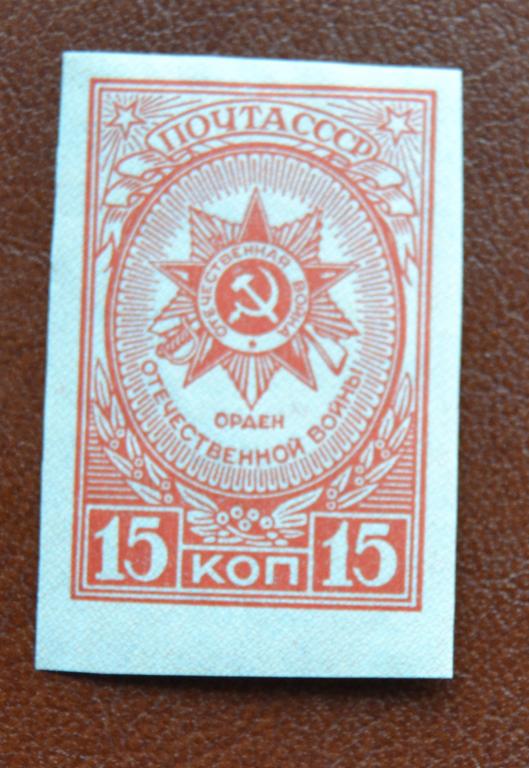 ПОЧТА СССР
ОТЕЧЕСТВЕННАЯ ВОЙНА
ОРДЕН
ОТЕЧЕСТВЕННОЙ ВОЙНЫ
15 КОП 15